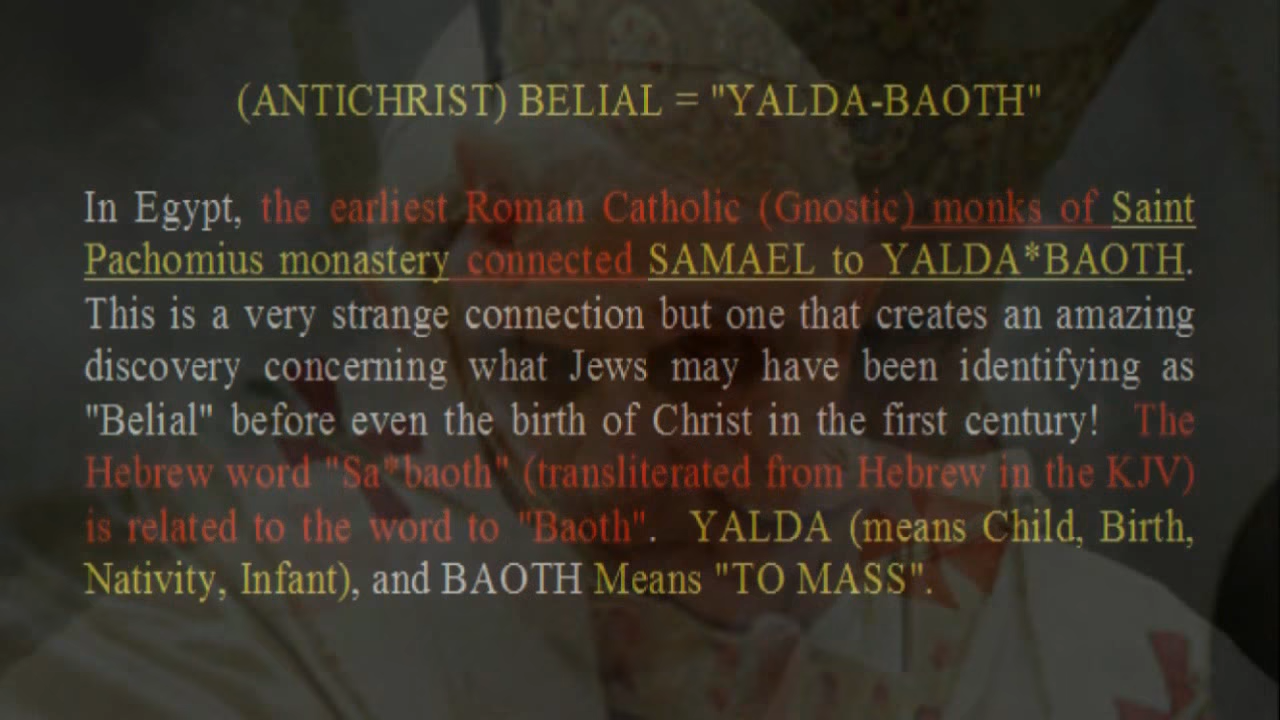 (ANTICHRIST) BELIAL = "YALDA-BAOTH"
In Egypt, the earliest Roman Catholic (Gnostic) monks of Saint
Pachomius monastery connected SAMAEL to YALDA*BAOTH.
This is a very strange connection but one that creates an amazing
discovery concerning what Jews may have been identifying as
"Belial" before even the birth of Christ in the first century! The
Hebrew word "Sa*baoth" (transliterated from Hebrew in the KJV)
is related to the word to "Baoth". YALDA (means Child, Birth,
Nativity, Infant), and BAOTH Means "TO MASS".